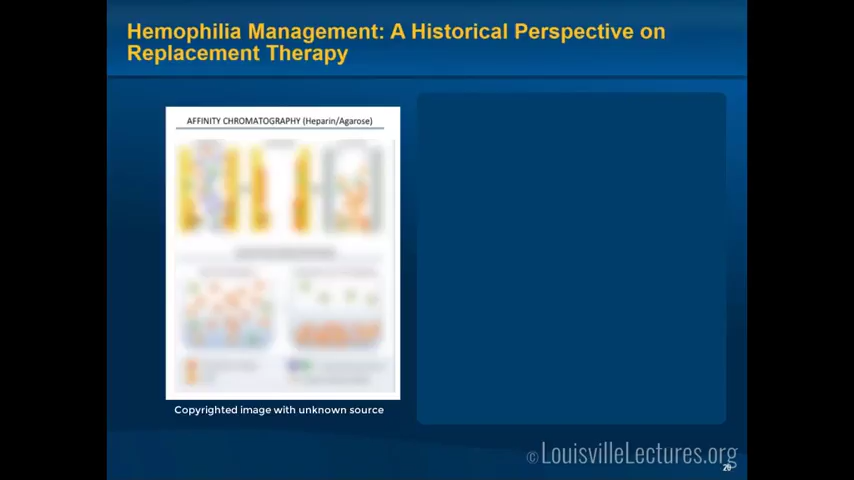 Hemophilia Management: A Historical Perspective on
Replacement Therapy
AFFINITY CHROMATOGRAPHY (Heparin/Agarose)
Copyrighted image with unknown source
© LouisvilleLectures.org